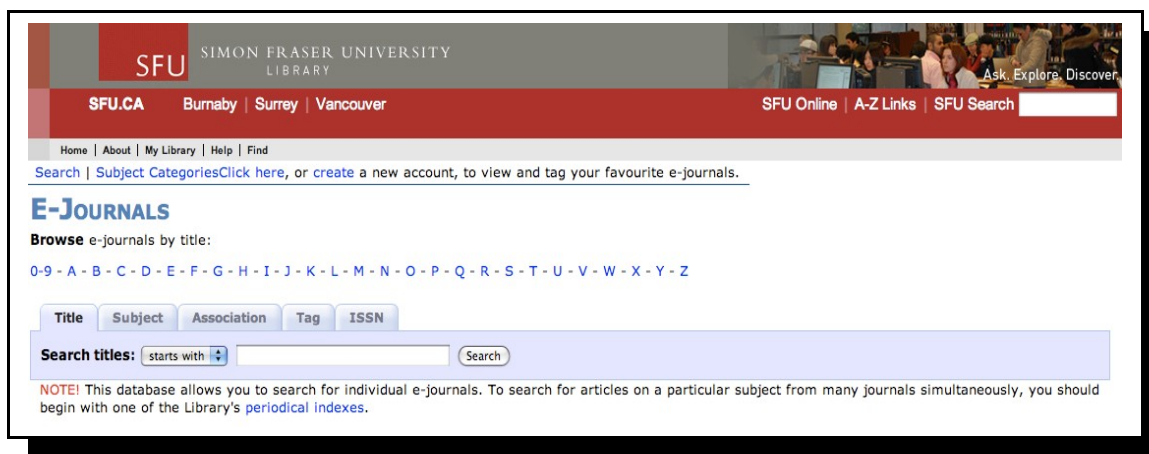 SFU SIMON FRASER UNIVERSITY
LIBRARY
Ask. Explore. Discover.
SFU.CA Burnaby | Surrey | Vancouver SFU Online | A-Z Links | SFU Search
Home | About | My Library | Help | Find
Search | Subject CategoriesClick here, or create a new account, to view and tag your favourite e-journals.
E-JOURNALS
Browse e-journals by title:
0-9 - A - B - C - D - E - F - G - H - I - J - K - L - M - N - O - P - Q - R - S - T - U - V - W - X - Y - Z
Title Subject Association Tag ISSN
Search titles: starts with Search
NOTE! This database allows you to search for individual e-journals. To search for articles on a particular subject from many journals simultaneously, you should
begin with one of the Library's periodical indexes.